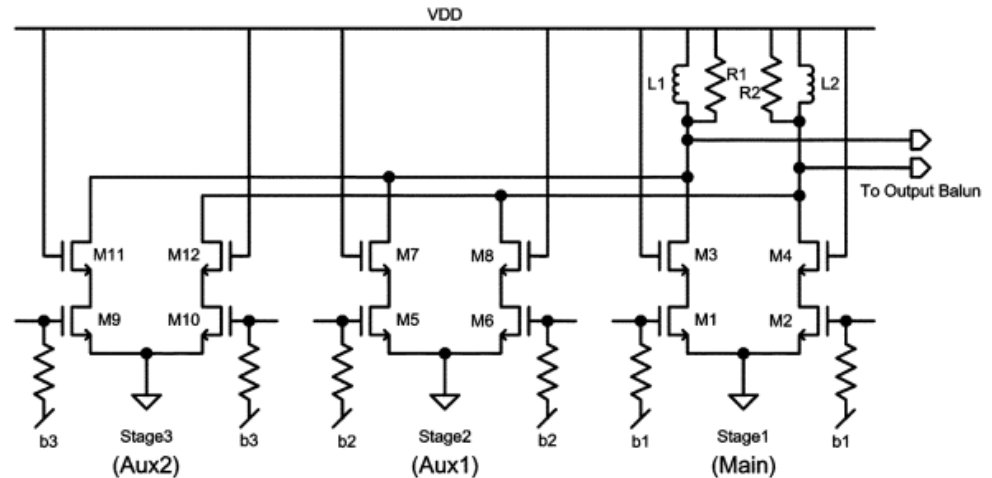 VDD
L1
R1
R2
L2
To Output Balun
M11
M12
M7
M8
M3
M4
M9
M10
M5
M6
M1
M2
b3
Stage3
b3
b2
Stage2
b2
b1
Stage1
b1
(Aux2)
(Aux1)
(Main)